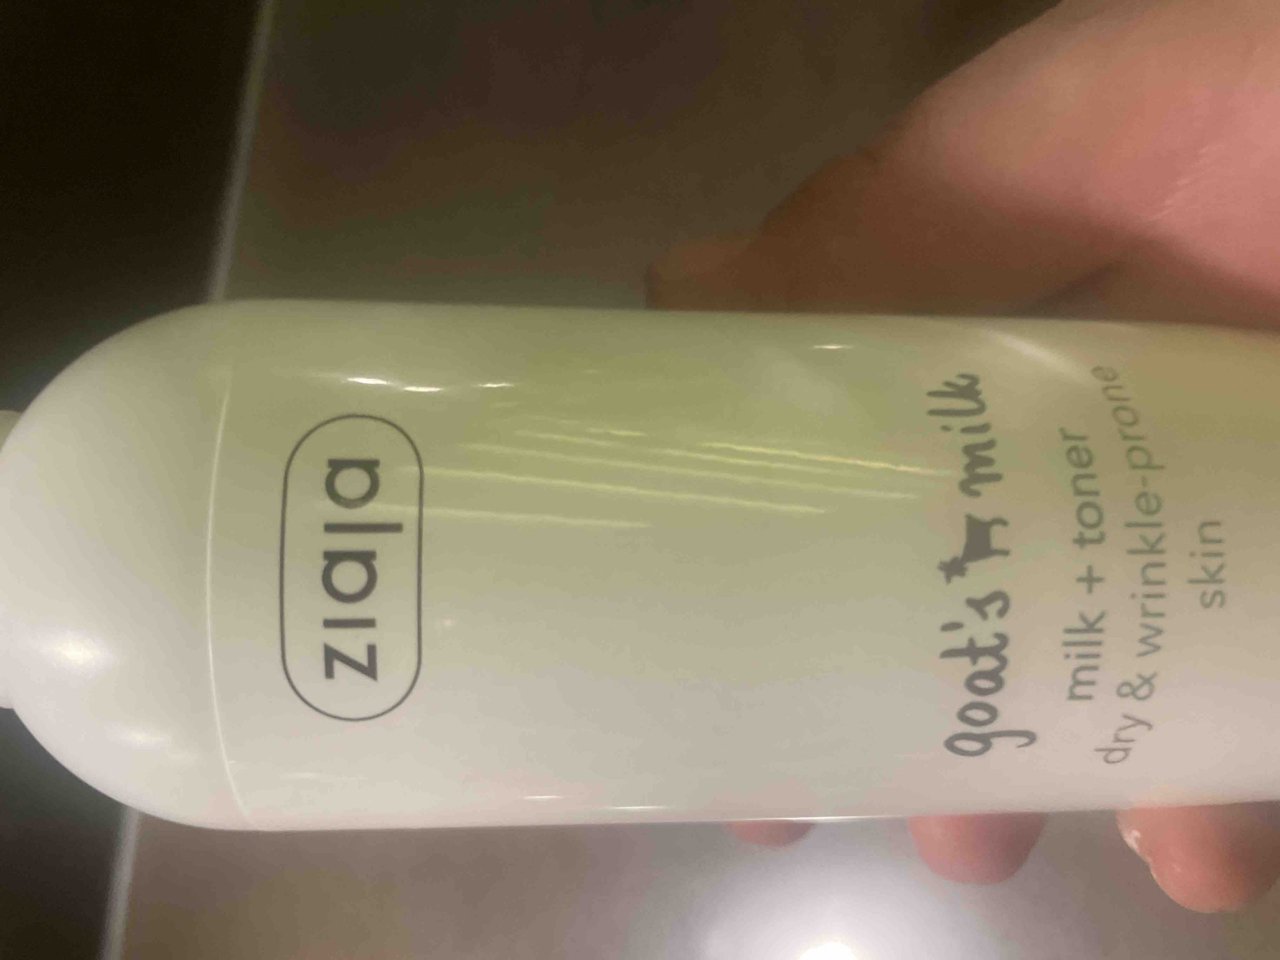 ziaja
goat's milk
milk + toner
dry & wrinkle-prone
skin